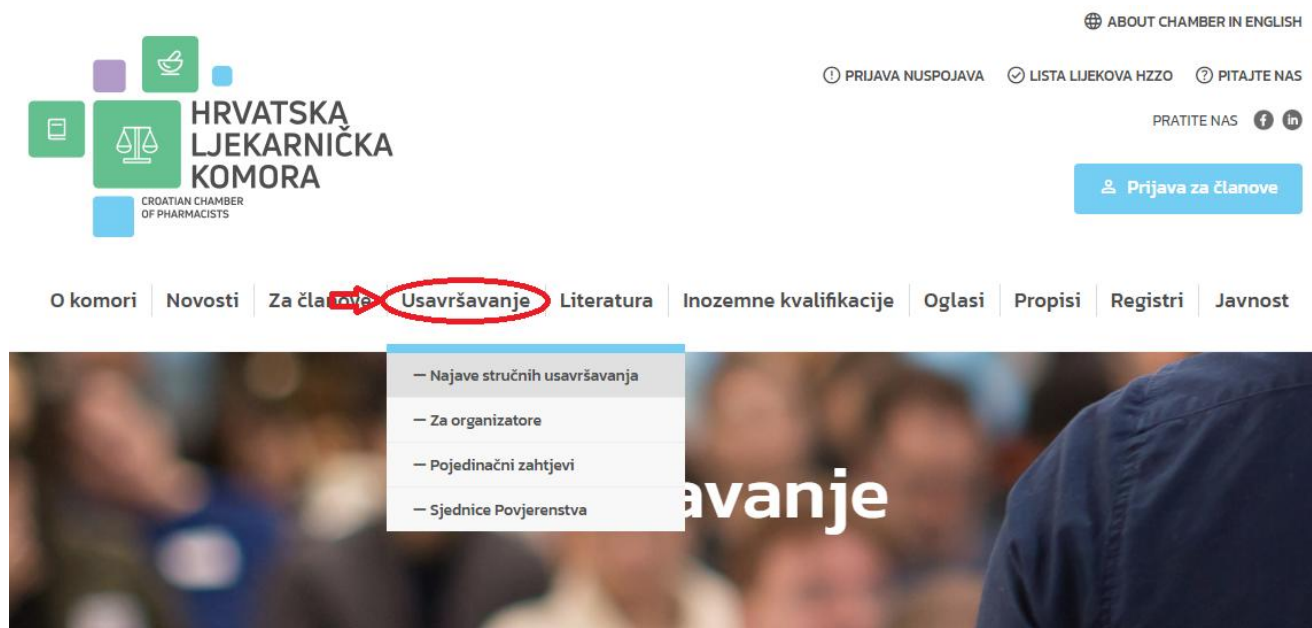 ABOUT CHAMBER IN ENGLISH
PRIJAVA NUSPOJAVA LISTA LIJEKOVA HZZO PITAJTE NAS
PRATITE NAS
HRVATSKA
LJEKARNIČKA
KOMORA
CROATIAN CHAMBER
OF PHARMACISTS
Prijava za članove
O komori Novosti Za članove Usavršavanje Literatura Inozemne kvalifikacije Oglasi Propisi Registri Javnost
— Najave stručnih usavršavanja
— Za organizatore
— Pojedinačni zahtjevi
— Sjednice Povjerenstva
avanje